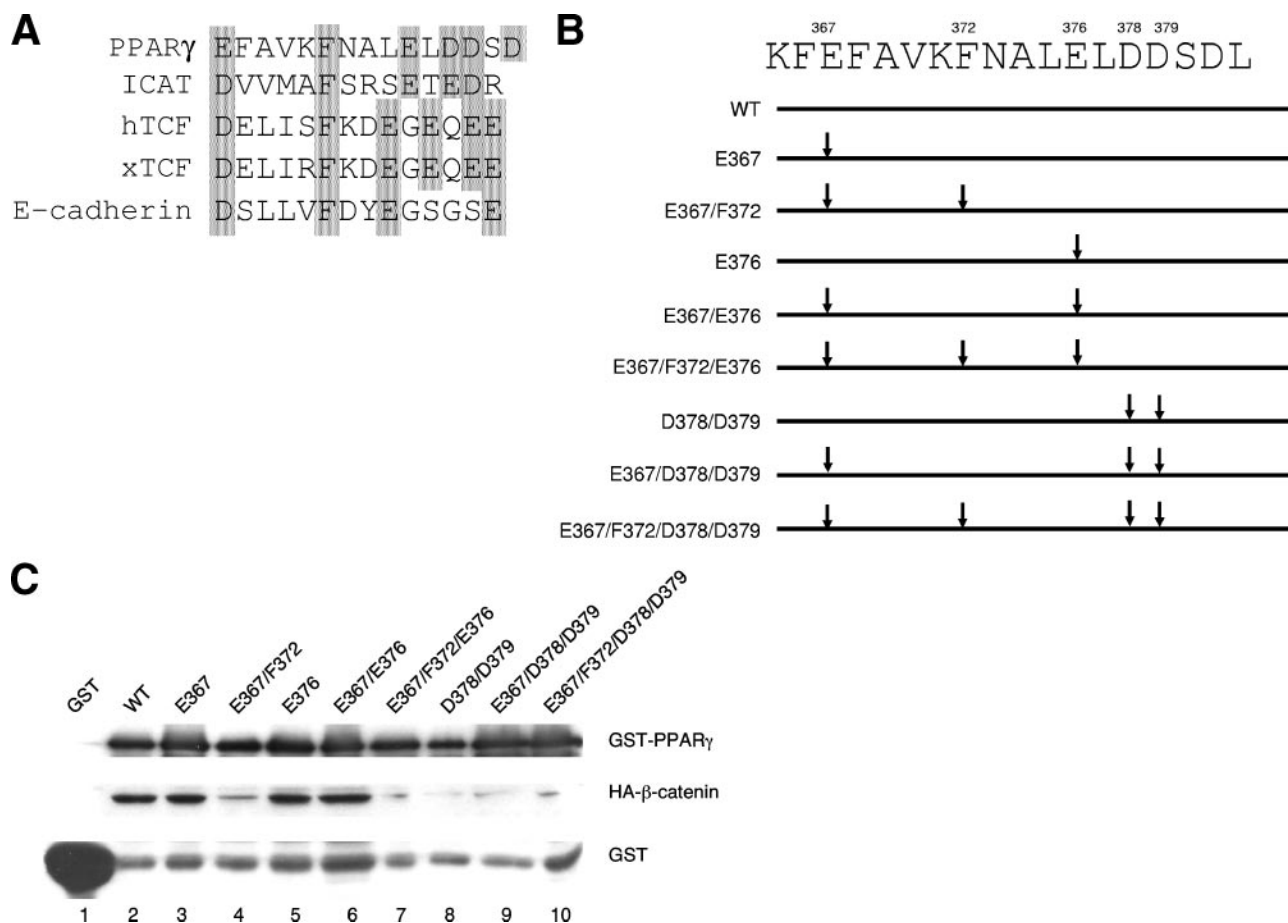 A
PPARγ EFAVKFNALELDDSD
ICAT DVVMAFSRSETEDR
hTCF DELISFKDEGEQEE
xTCF DELIRFKDEGEQEE
E-cadherin DSLLVFDYEGSGSE
B
367 372 376 378 379
KFEFAVKFNALELDDSDL
WT
E367
E367/F372
E376
E367/E376
E367/F372/E376
D378/D379
E367/D378/D379
E367/F372/D378/D379
C
GST WT E367 E367/F372 E376 E367/E376 E367/F372/E376 D378/D379 E367/D378/D379 E367/F372/D378/D379
GST-PPARγ
HA-β-catenin
GST
1 2 3 4 5 6 7 8 9 10